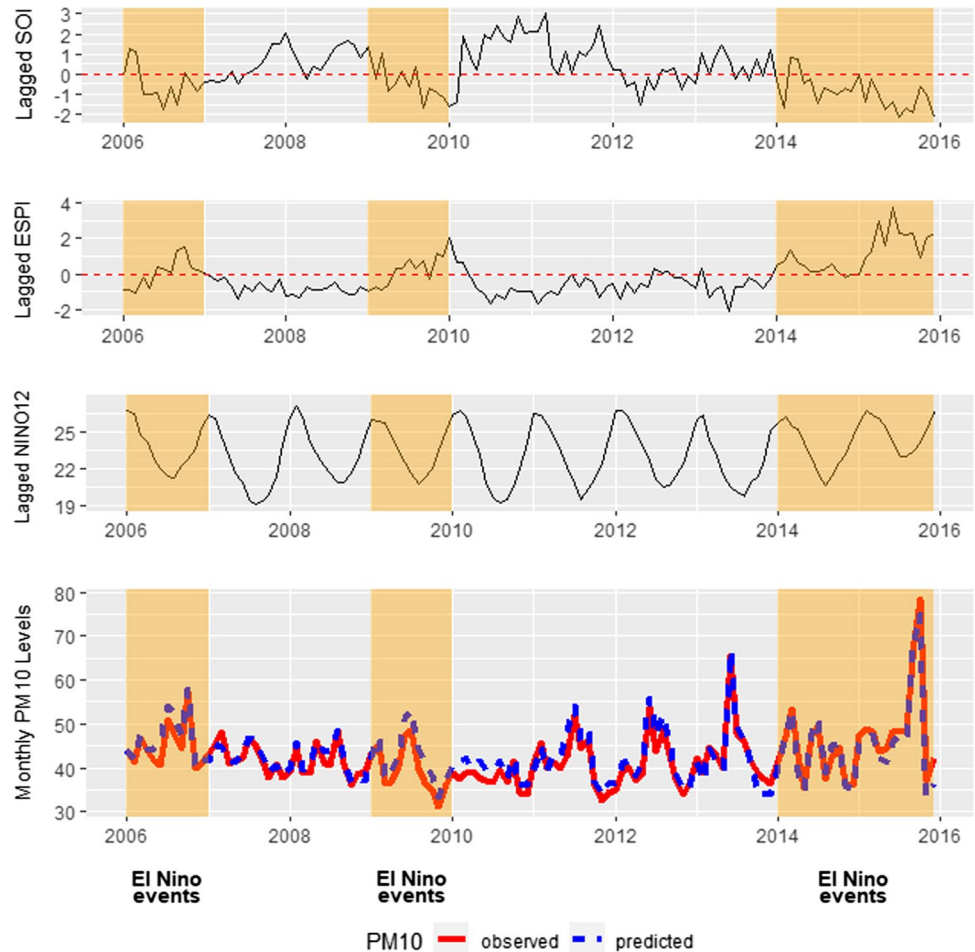 Lagged SOI
3
2
1
0
-1
-2
2006 2008 2010 2012 2014 2016
Lagged ESPI
4
2
0
-2
2006 2008 2010 2012 2014 2016
Lagged NINO12
25
22
19
2006 2008 2010 2012 2014 2016
Monthly PM10 Levels
80
70
60
50
40
30
2006 2008 2010 2012 2014 2016
El Nino
events
El Nino
events
El Nino
events
PM10 observed predicted